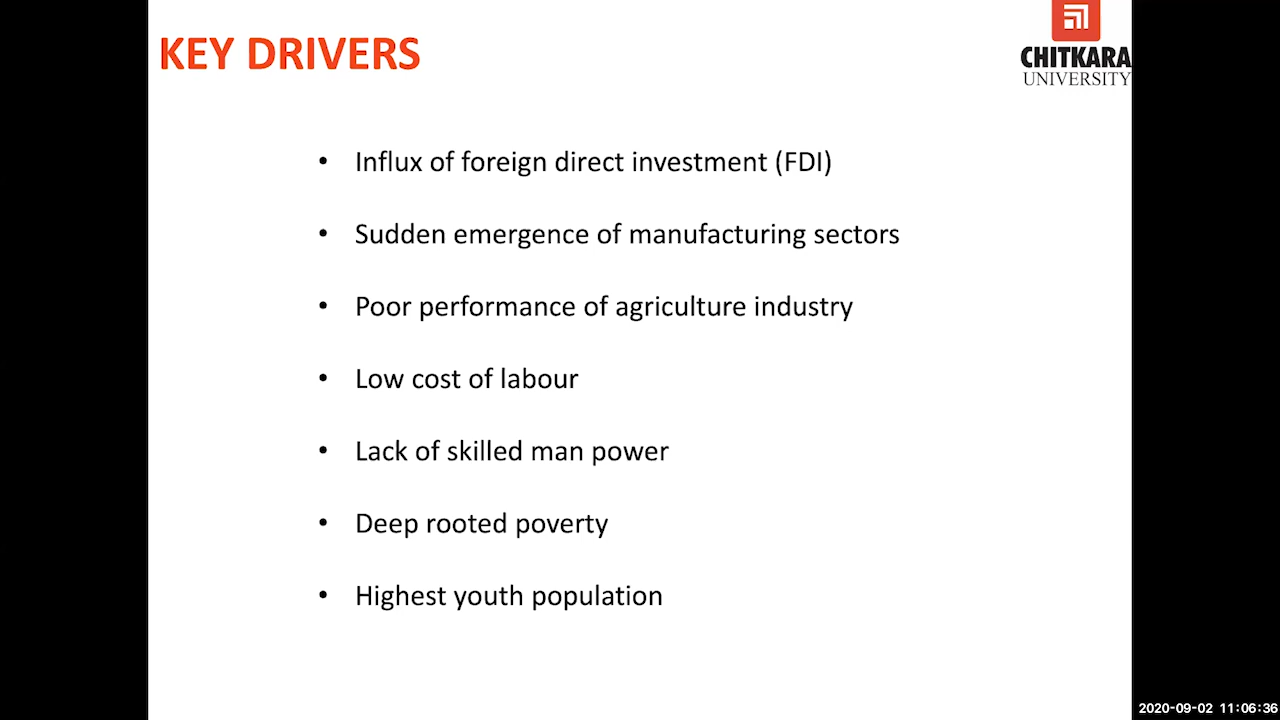 KEY DRIVERS
CHITKARA
UNIVERSITY
• Influx of foreign direct investment (FDI)
• Sudden emergence of manufacturing sectors
• Poor performance of agriculture industry
• Low cost of labour
• Lack of skilled man power
• Deep rooted poverty
• Highest youth population
2020-09-02 11:06:36